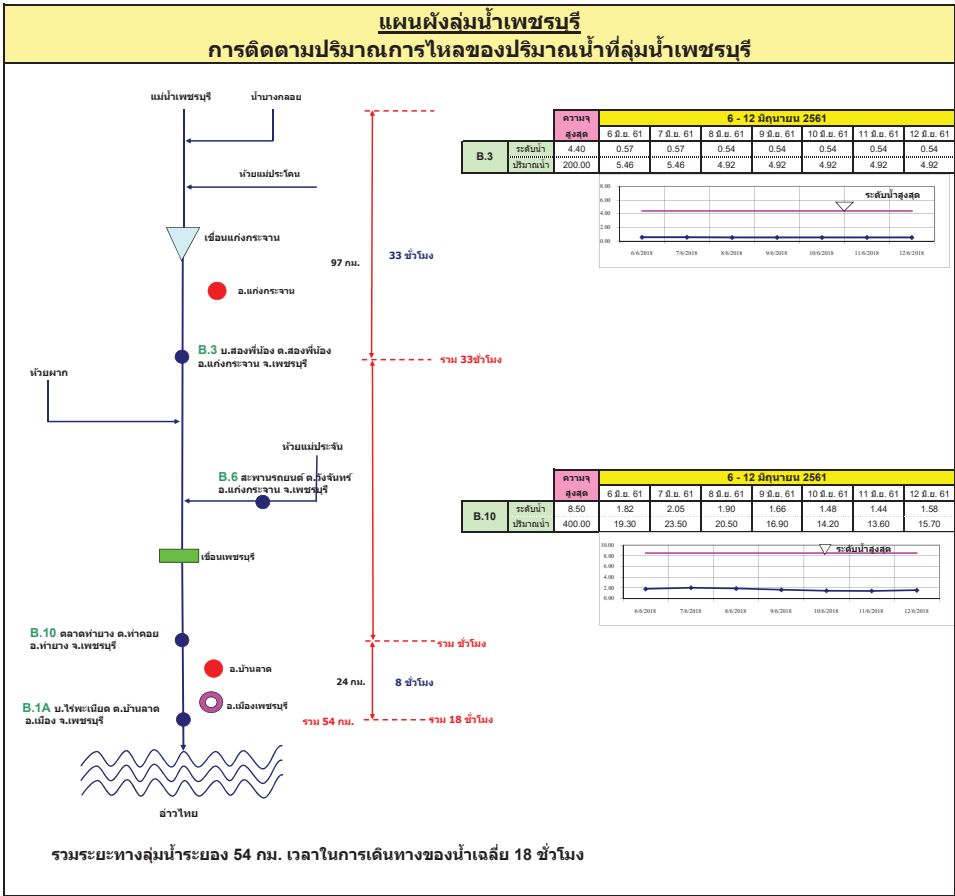 แผนผังลุ่มน้ำเพชรบุรี
การติดตามปริมาณการไหลของปริมาณน้ำที่ลุ่มน้ำเพชรบุรี
แม่น้ำเพชรบุรี
น้ำบางกลอย
ห้วยแม่ประโดน
เขื่อนแก่งกระจาน
97 กม.
33 ชั่วโมง
อ.แก่งกระจาน
B.3 บ.สองพี่น้อง ต.สองพี่น้อง
อ.แก่งกระจาน จ.เพชรบุรี
รวม 33ชั่วโมง
ห้วยผาก
ห้วยแม่ประจัน
B.6 สะพานรถยนต์ ต.วังจันทร์
อ.แก่งกระจาน จ.เพชรบุรี
เขื่อนเพชรบุรี
B.10 ตลาดท่ายาง ต.ท่าคอย
อ.ท่ายาง จ.เพชรบุรี
รวม ชั่วโมง
อ.บ้านลาด
24 กม.
8 ชั่วโมง
อ.เมืองเพชรบุรี
B.1A บ.ไร่พะเนียด ต.บ้านลาด
อ.เมือง จ.เพชรบุรี
รวม 54 กม.
รวม 18 ชั่วโมง
อ่าวไทย
รวมระยะทางลุ่มน้ำระยอง 54 กม. เวลาในการเดินทางของน้ำเฉลี่ย 18 ชั่วโมง
ความจุ 6 - 12 มิถุนายน 2561
สูงสุด 6 มิ.ย. 61 7 มิ.ย. 61 8 มิ.ย. 61 9 มิ.ย. 61 10 มิ.ย. 61 11 มิ.ย. 61 12 มิ.ย. 61
B.3
ระดับน้ำ 4.40 0.57 0.57 0.54 0.54 0.54 0.54 0.54
ปริมาณน้ำ 200.00 5.46 5.46 4.92 4.92 4.92 4.92 4.92
ระดับน้ำสูงสุด
8.00
6.00
4.00
2.00
0.00
6/6/2018 7/6/2018 8/6/2018 9/6/2018 10/6/2018 11/6/2018 12/6/2018
ความจุ 6 - 12 มิถุนายน 2561
สูงสุด 6 มิ.ย. 61 7 มิ.ย. 61 8 มิ.ย. 61 9 มิ.ย. 61 10 มิ.ย. 61 11 มิ.ย. 61 12 มิ.ย. 61
B.10
ระดับน้ำ 8.50 1.82 2.05 1.90 1.66 1.48 1.44 1.58
ปริมาณน้ำ 400.00 19.30 23.50 20.50 16.90 14.20 13.60 15.70
ระดับน้ำสูงสุด
10.00
8.00
6.00
4.00
2.00
0.00
6/6/2018 7/6/2018 8/6/2018 9/6/2018 10/6/2018 11/6/2018 12/6/2018